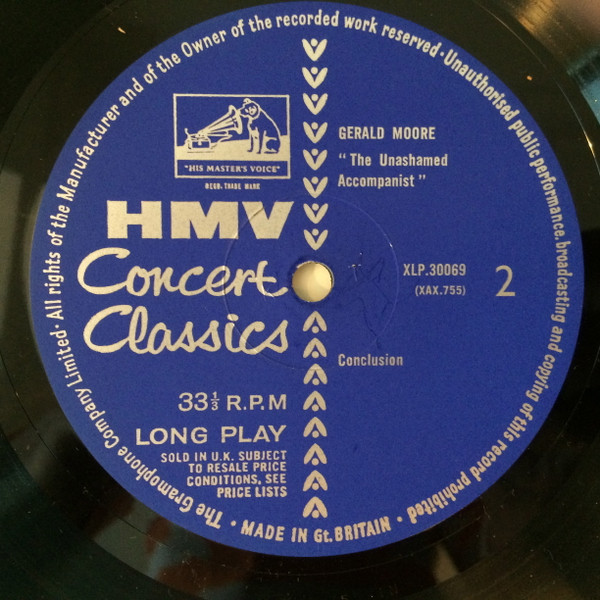 The Gramophone Company Limited · All rights of the Manufacturer and of the Owner of the recorded work reserved · Unauthorised public performance, broadcasting and copying of this record prohibited
"HIS MASTER'S VOICE"
REGD. TRADE MARK
HMV
Concert
Classics
33⅓ R.P.M
LONG PLAY
SOLD IN U.K. SUBJECT
TO RESALE PRICE
CONDITIONS, SEE
PRICE LISTS
GERALD MOORE
"The Unashamed
Accompanist"
XLP.30069
(XAX.755)
2
Conclusion
· MADE IN Gt. BRITAIN ·